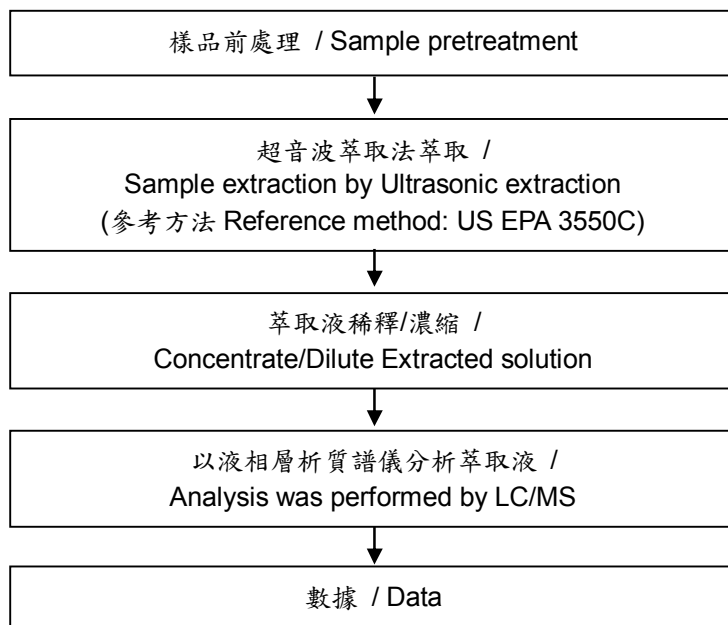 樣品前處理 / Sample pretreatment
超音波萃取法萃取 /
Sample extraction by Ultrasonic extraction
(參考方法 Reference method: US EPA 3550C)
萃取液稀釋/濃縮 /
Concentrate/Dilute Extracted solution
以液相層析質譜儀分析萃取液 /
Analysis was performed by LC/MS
數據 / Data